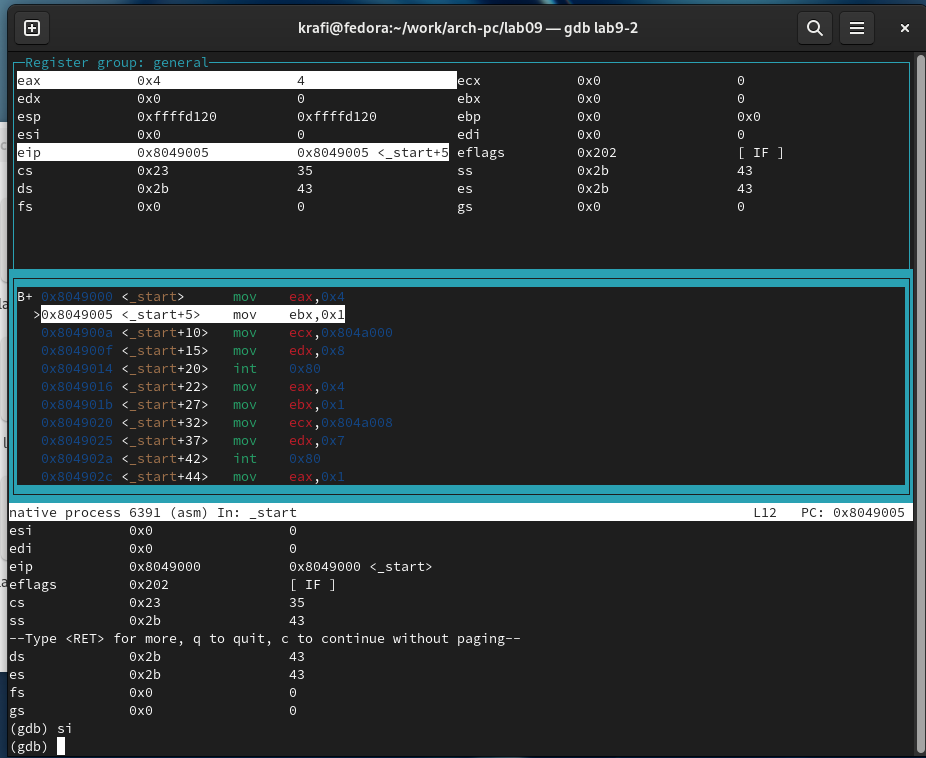 krafi@fedora:~/work/arch-pc/lab09 — gdb lab9-2
Register group: general
eax 0x4 4 ecx 0x0 0
edx 0x0 0 ebx 0x0 0
esp 0xffffd120 0xffffd120 ebp 0x0 0x0
esi 0x0 0 edi 0x0 0
eip 0x8049005 0x8049005 <_start+5 eflags 0x202 [ IF ]
cs 0x23 35 ss 0x2b 43
ds 0x2b 43 es 0x2b 43
fs 0x0 0 gs 0x0 0
B+ 0x8049000 <_start> mov eax,0x4
>0x8049005 <_start+5> mov ebx,0x1
0x804900a <_start+10> mov ecx,0x804a000
0x804900f <_start+15> mov edx,0x8
0x8049014 <_start+20> int 0x80
0x8049016 <_start+22> mov eax,0x4
0x804901b <_start+27> mov ebx,0x1
0x8049020 <_start+32> mov ecx,0x804a008
0x8049025 <_start+37> mov edx,0x7
0x804902a <_start+42> int 0x80
0x804902c <_start+44> mov eax,0x1
native process 6391 (asm) In: _start L12 PC: 0x8049005
esi 0x0 0
edi 0x0 0
eip 0x8049000 0x8049000 <_start>
eflags 0x202 [ IF ]
cs 0x23 35
ss 0x2b 43
--Type <RET> for more, q to quit, c to continue without paging--
ds 0x2b 43
es 0x2b 43
fs 0x0 0
gs 0x0 0
(gdb) si
(gdb)